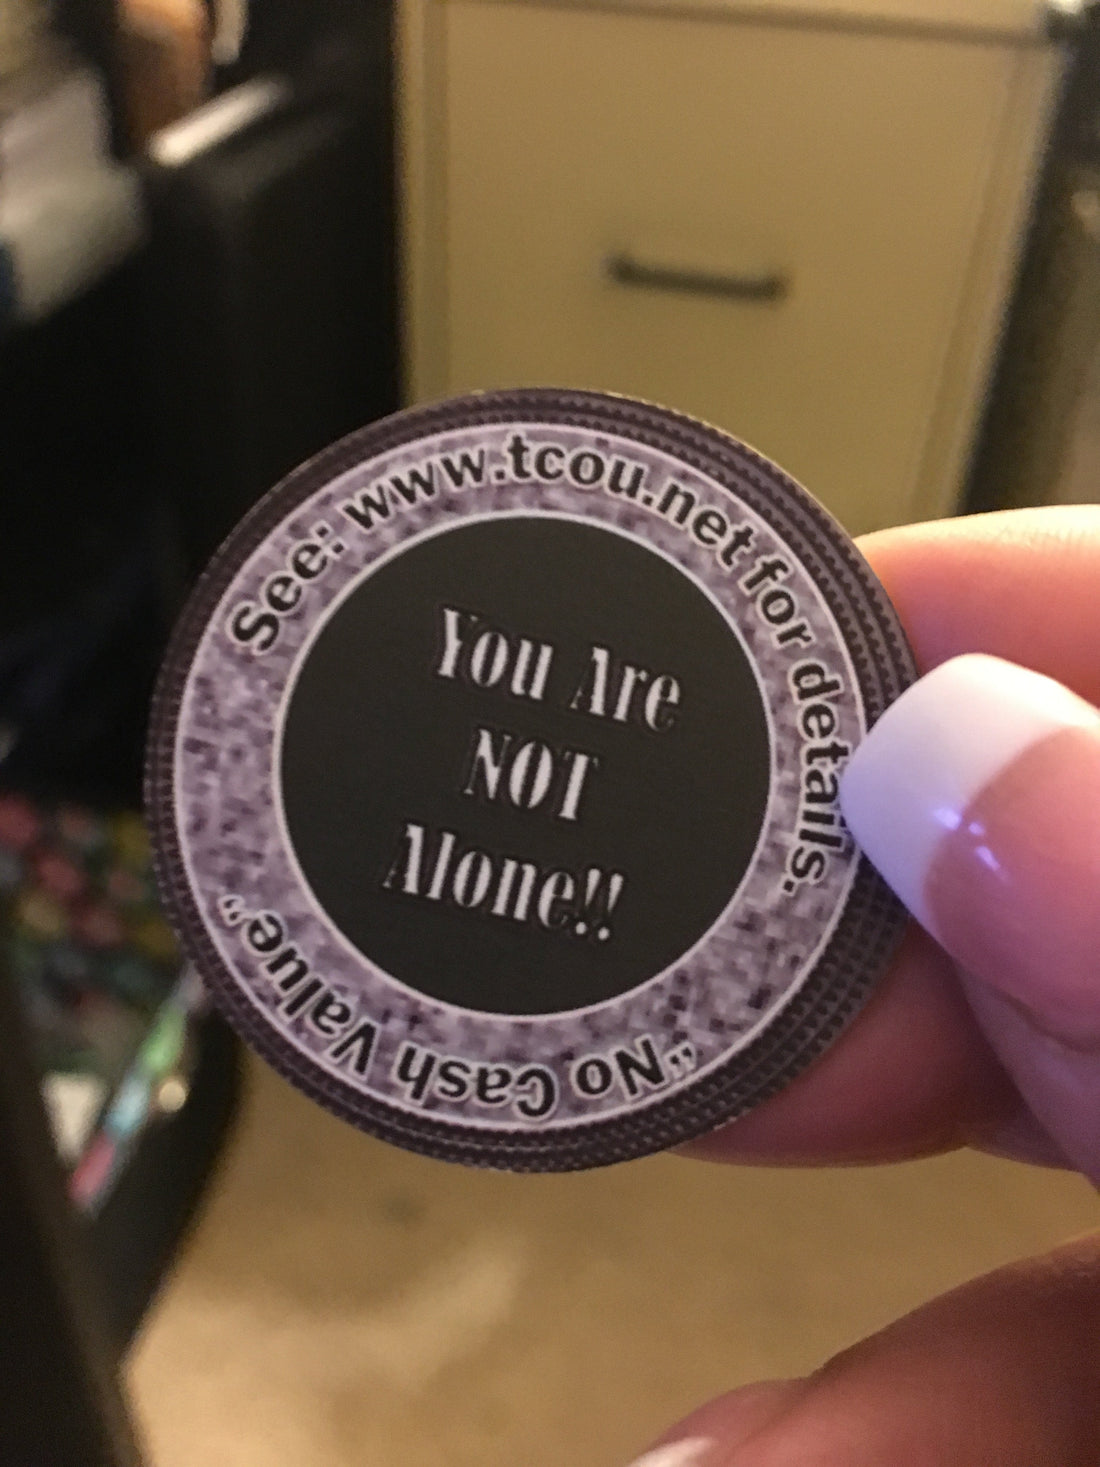 See: www.tcou.net for details.
You Are
NOT
Alone!!
"No Cash Value"